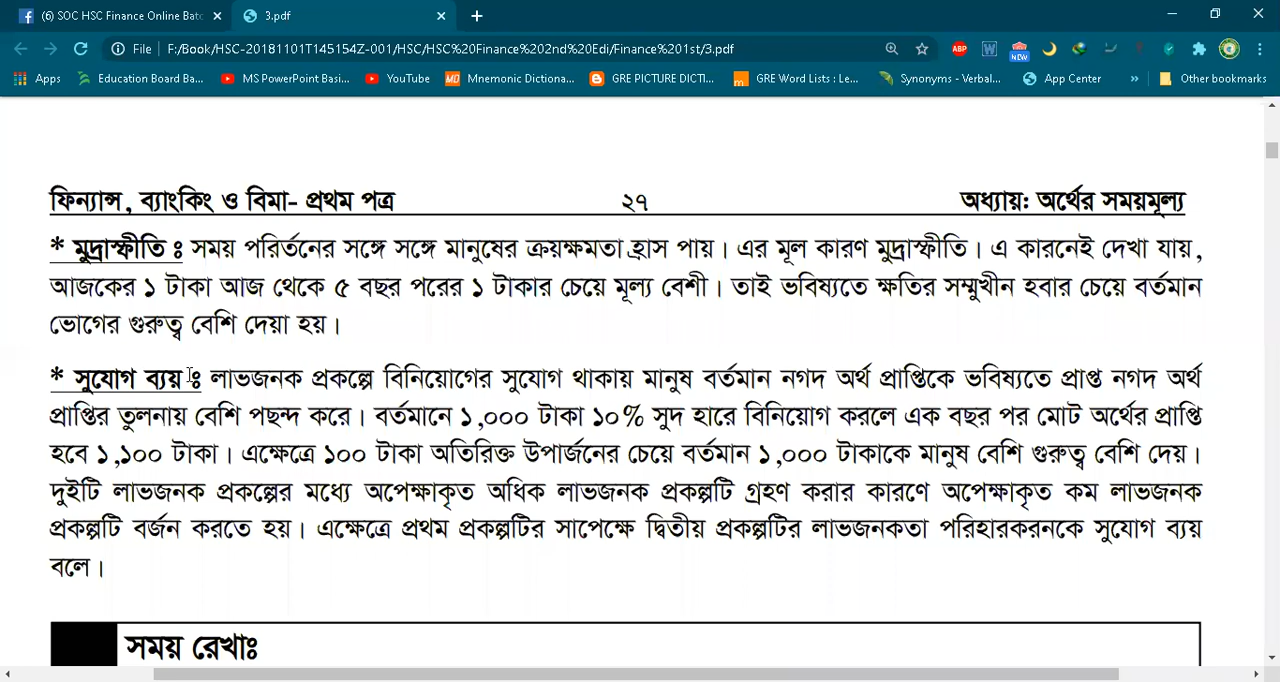 (6) SOC HSC Finance Online Batc
3.pdf
File
F:/Book/HSC-20181101T145154Z-001/HSC/HSC%20Finance%202nd%20Edi/Finance%201st/3.pdf
ABP
NEW
Apps
Education Board Ba...
MS PowerPoint Basi...
YouTube
Mnemonic Dictiona...
GRE PICTURE DICTI...
GRE Word Lists : Le...
Synonyms - Verbal...
App Center
»
Other bookmarks
ফিন্যান্স, ব্যাংকিং ও বিমা- প্রথম পত্র ২৭ অধ্যায়: অর্থের সময়মূল্য
* মুদ্রাস্ফীতি ঃ সময় পরির্তনের সঙ্গে সঙ্গে মানুষের ক্রয়ক্ষমতা হ্রাস পায়। এর মূল কারণ মুদ্রাস্ফীতি। এ কারনেই দেখা যায়,
আজকের ১ টাকা আজ থেকে ৫ বছর পরের ১ টাকার চেয়ে মূল্য বেশী। তাই ভবিষ্যতে ক্ষতির সম্মুখীন হবার চেয়ে বর্তমান
ভোগের গুরুত্ব বেশি দেয়া হয়।
* সুযোগ ব্যয় ঃ লাভজনক প্রকল্পে বিনিয়োগের সুযোগ থাকায় মানুষ বর্তমান নগদ অর্থ প্রাপ্তিকে ভবিষ্যতে প্রাপ্ত নগদ অর্থ
প্রাপ্তির তুলনায় বেশি পছন্দ করে। বর্তমানে ১,০০০ টাকা ১০% সুদ হারে বিনিয়োগ করলে এক বছর পর মোট অর্থের প্রাপ্তি
হবে ১,১০০ টাকা। এক্ষেত্রে ১০০ টাকা অতিরিক্ত উপার্জনের চেয়ে বর্তমান ১,০০০ টাকাকে মানুষ বেশি গুরুত্ব বেশি দেয়।
দুইটি লাভজনক প্রকল্পের মধ্যে অপেক্ষাকৃত অধিক লাভজনক প্রকল্পটি গ্রহণ করার কারণে অপেক্ষাকৃত কম লাভজনক
প্রকল্পটি বর্জন করতে হয়। এক্ষেত্রে প্রথম প্রকল্পটির সাপেক্ষে দ্বিতীয় প্রকল্পটির লাভজনকতা পরিহারকরনকে সুযোগ ব্যয়
বলে।
সময় রেখাঃ